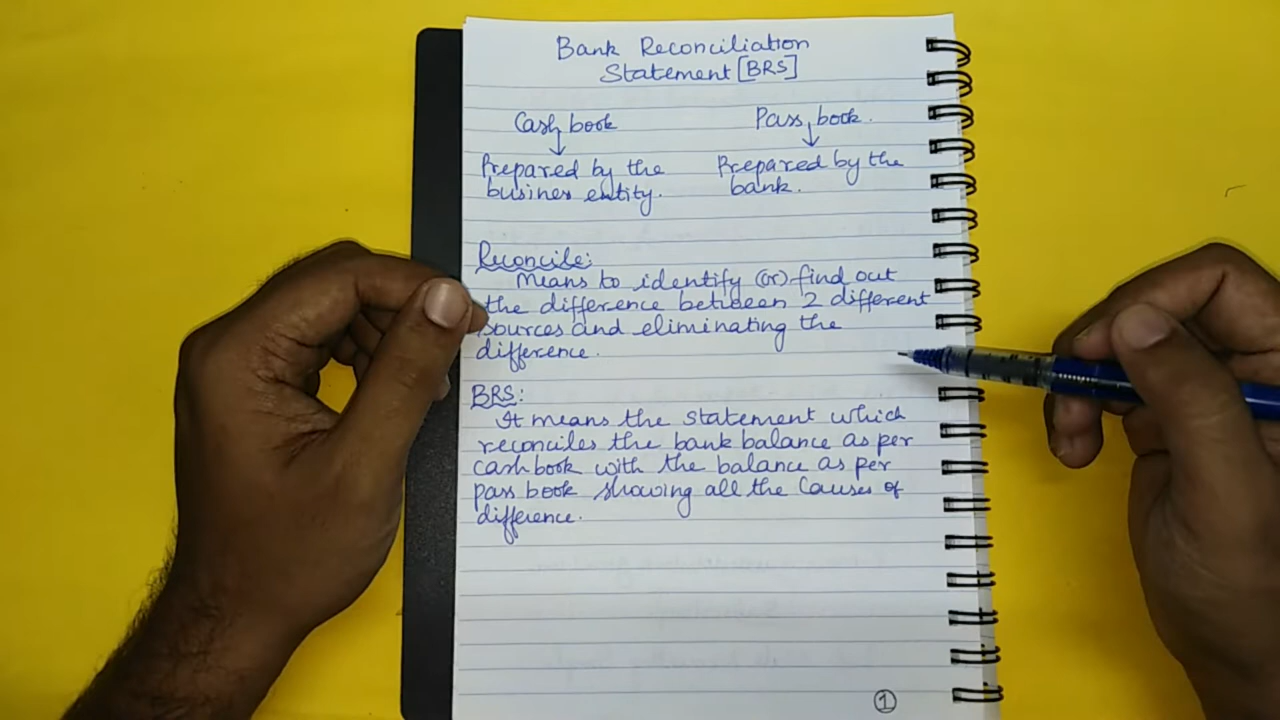 Bank Reconciliation
Statement [BRS]
Cash book
Pass book.
Prepared by the
business entity.
Prepared by the
bank.
Reconcile:
Means to identify (or) find out
the difference between 2 different
sources and eliminating the
difference.
BRS:
It means the statement which
reconciles the bank balance as per
cash book with the balance as per
pass book showing all the causes of
difference.
1